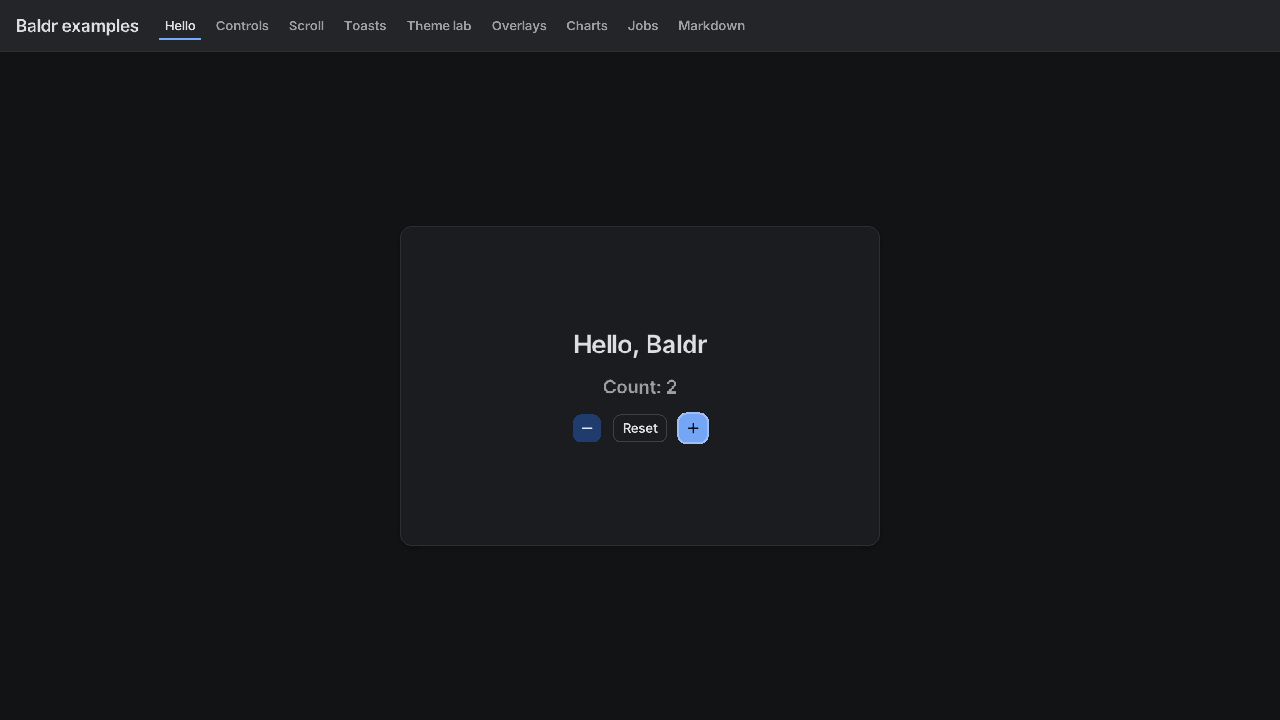 Baldr examples Hello Controls Scroll Toasts Theme lab Overlays Charts Jobs Markdown
Hello, Baldr
Count: 2
− Reset +